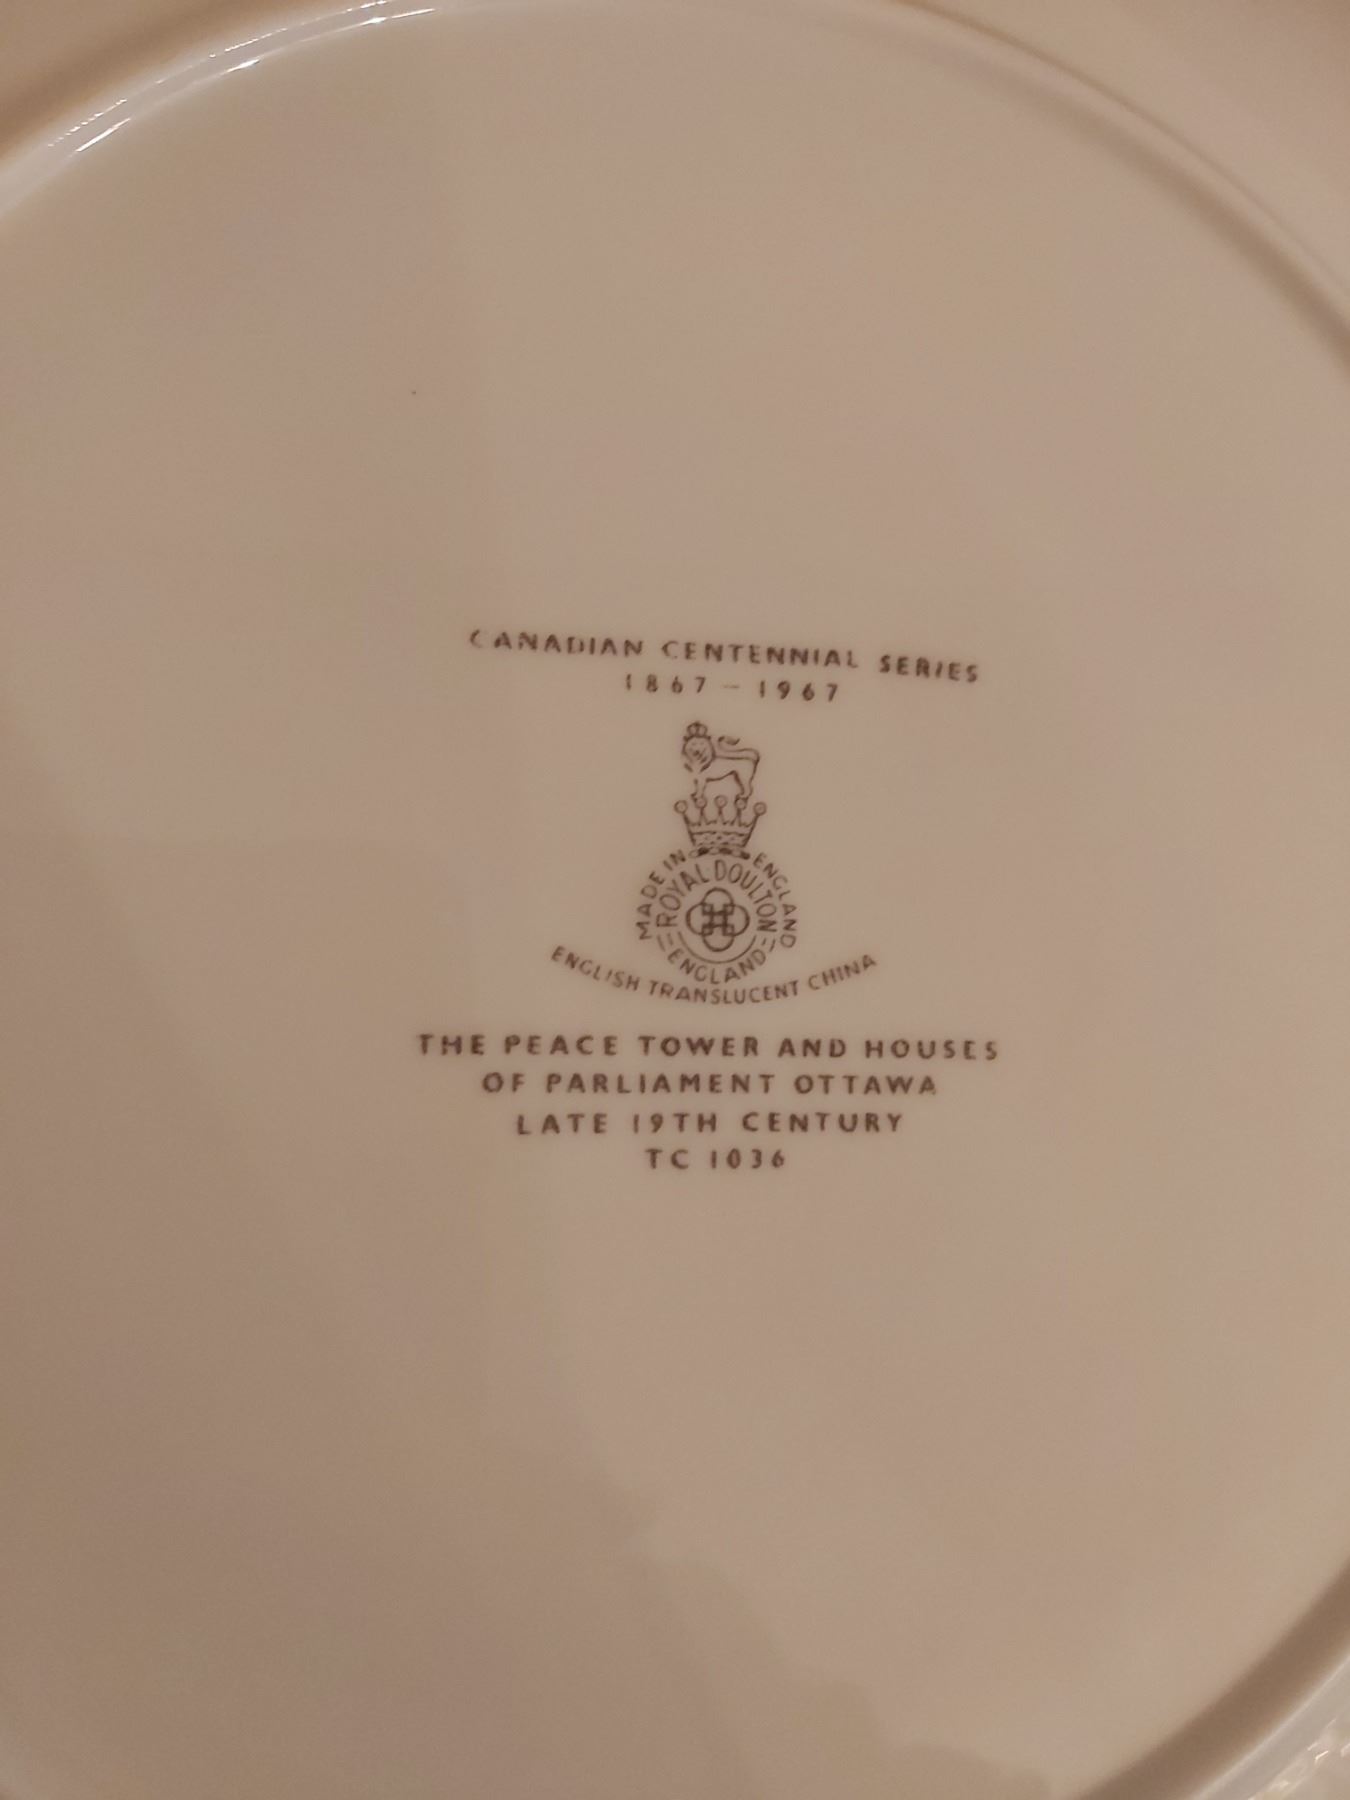 CANADIAN CENTENNIAL SERIES
1867 - 1967
MADE IN ENGLAND
ROYAL DOULTON
ENGLAND
ENGLISH TRANSLUCENT CHINA
THE PEACE TOWER AND HOUSES
OF PARLIAMENT OTTAWA
LATE 19TH CENTURY
TC 1036